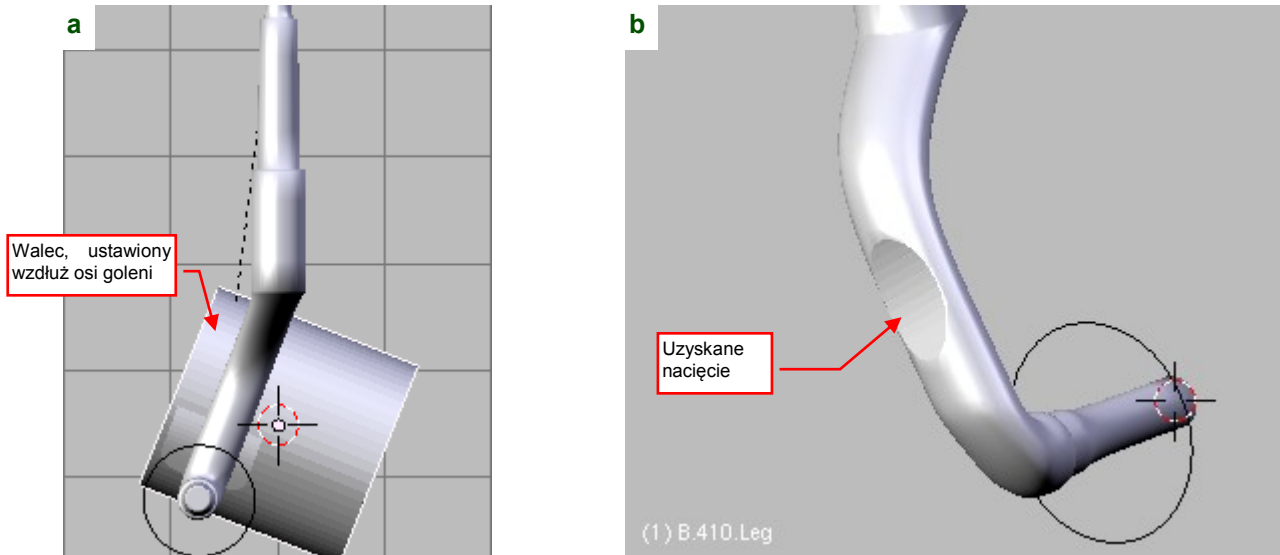 a
b
Walec, ustawiony
wzdłuż osi goleni
Uzyskane
nacięcie
(1) B.410.Leg